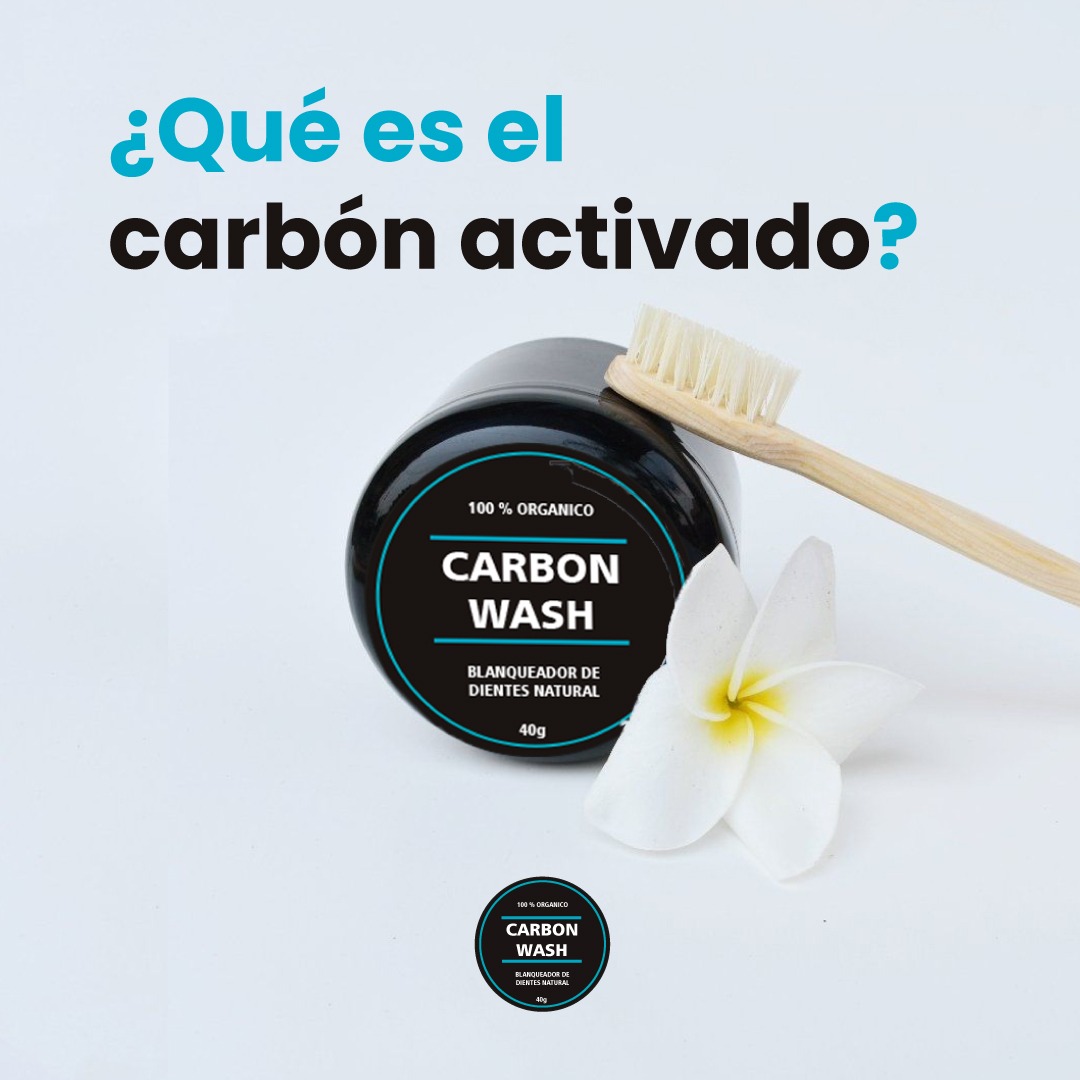 ¿Qué es el
carbón activado?
100 % ORGANICO
CARBON
WASH
BLANQUEADOR DE
DIENTES NATURAL
40g
100 % ORGANICO
CARBON
WASH
BLANQUEADOR DE
DIENTES NATURAL
40g